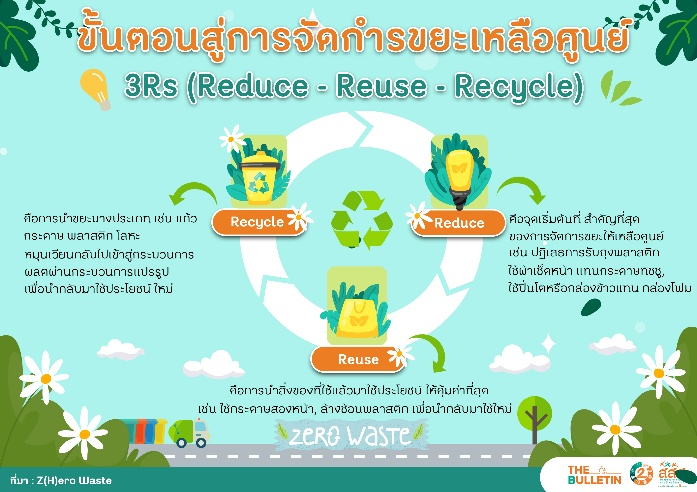 ขั้นตอนสู่การจัดกำรขยะเหลือศูนย์
3Rs (Reduce - Reuse - Recycle)
Recycle
คือการนำขยะบางประเภท เช่น แก้ว
กระดาษ พลาสติก โลหะ
หมุนเวียนกลับไปเข้าสู่กระบวนการ
ผลิตผ่านกระบวนการแปรรูป
เพื่อนำกลับมาใช้ประโยชน์ ใหม่
Reduce
คือจุดเริ่มต้นที่ สำคัญที่สุด
ของการจัดการขยะให้เหลือศูนย์
เช่น ปฏิเสธการรับถุงพลาสติก
ใช้ผ้าเช็ดหน้า แทนกระดาษทิชชู,
ใช้ปิ่นโตหรือกล่องข้าวแทน กล่องโฟม
Reuse
คือการนำสิ่งของที่ใช้แล้วมาใช้ประโยชน์ ให้คุ้มค่าที่สุด
เช่น ใช้กระดาษสองหน้า, ล้างช้อนพลาสติก เพื่อนำกลับมาใช้ใหม่
ZERO WASTE
ที่มา : Z(H)ero Waste
THE
BULLETIN